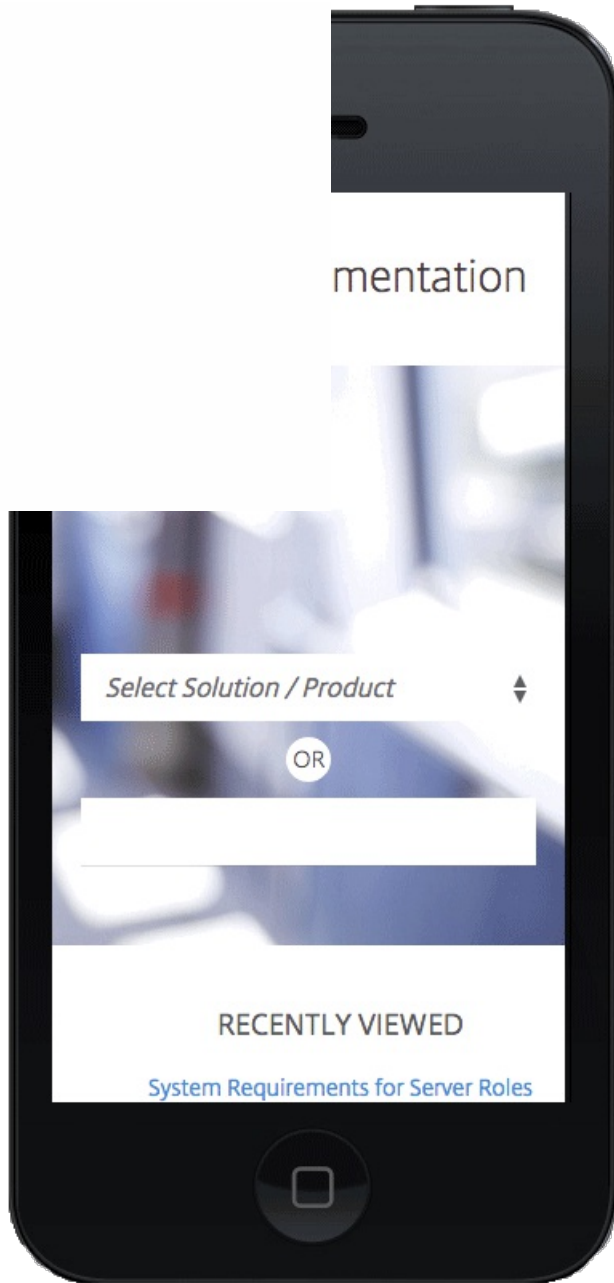 mentation
Select Solution / Product
OR
RECENTLY VIEWED
System Requirements for Server Roles